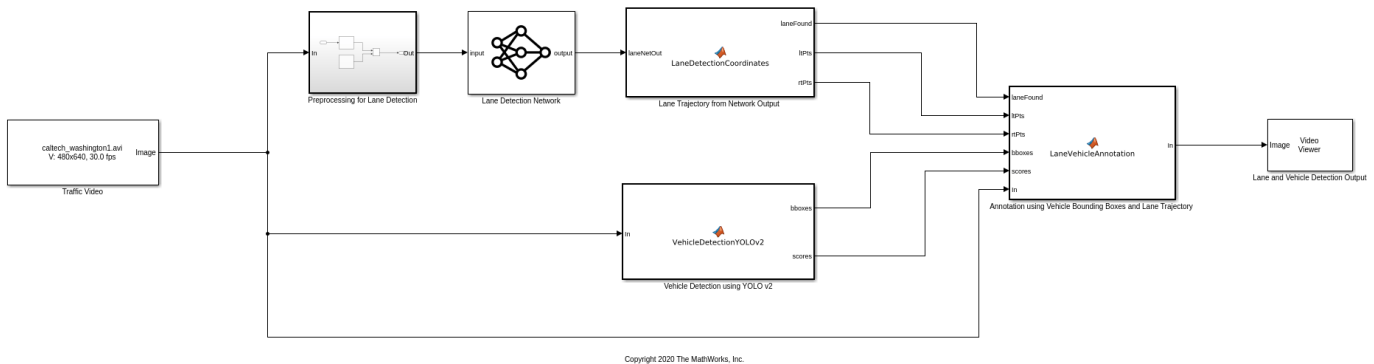 caltech_washington1.avi
V: 480x640, 30.0 fps
Image
Traffic Video
In
Out
Preprocessing for Lane Detection
input
output
Lane Detection Network
laneNetOut
LaneDetectionCoordinates
laneFound
ltPts
rtPts
Lane Trajectory from Network Output
In
VehicleDetectionYOLOv2
bboxes
scores
Vehicle Detection using YOLO v2
laneFound
ltPts
rtPts
bboxes
scores
In
LaneVehicleAnnotation
In
Annotation using Vehicle Bounding Boxes and Lane Trajectory
Image
Video
Viewer
Lane and Vehicle Detection Output
Copyright 2020 The MathWorks, Inc.